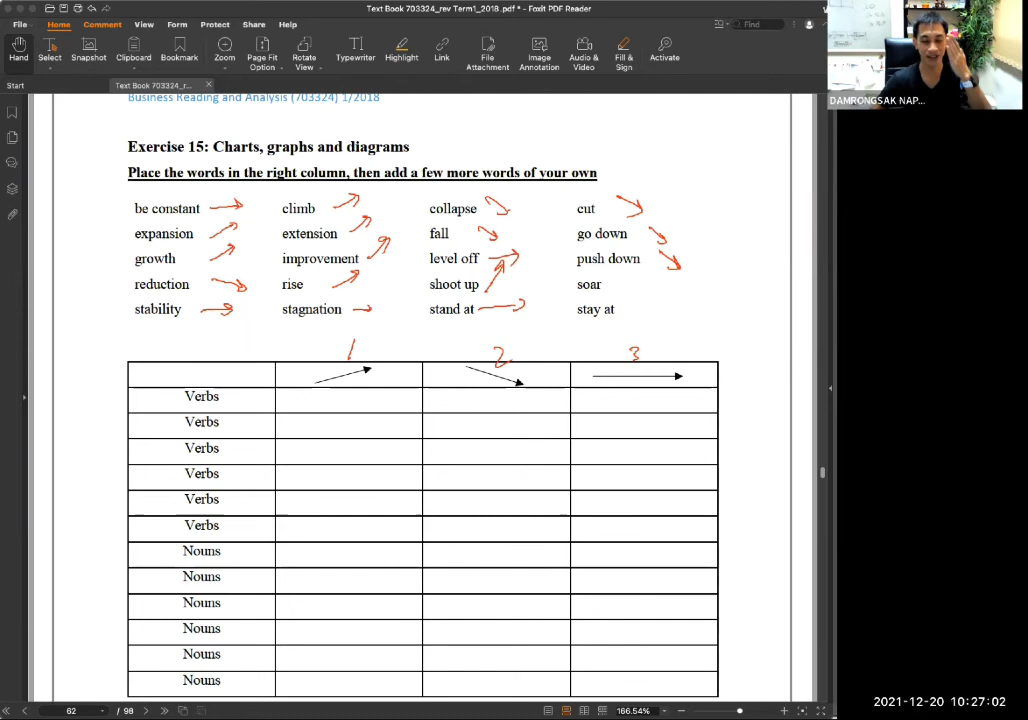 Text Book 703324_rev Term1_2018.pdf * - Foxit PDF Reader
File Home Comment View Form Protect Share Help
Find
Hand Select Snapshot Clipboard Bookmark Zoom Page Fit Option Rotate View Typewriter Highlight Link File Attachment Image Annotation Audio & Video Fill & Sign Activate
Start Text Book 703324_r...
DAMRONGSAK NAP...
Business Reading and Analysis (703324) 1/2018
Exercise 15: Charts, graphs and diagrams
Place the words in the right column, then add a few more words of your own
be constant climb collapse cut
expansion extension fall go down
growth improvement level off push down
reduction rise shoot up soar
stability stagnation stand at stay at
1 2 3
Verbs
Verbs
Verbs
Verbs
Verbs
Verbs
Nouns
Nouns
Nouns
Nouns
Nouns
Nouns
62 / 98 166.54%
2021-12-20 10:27:02